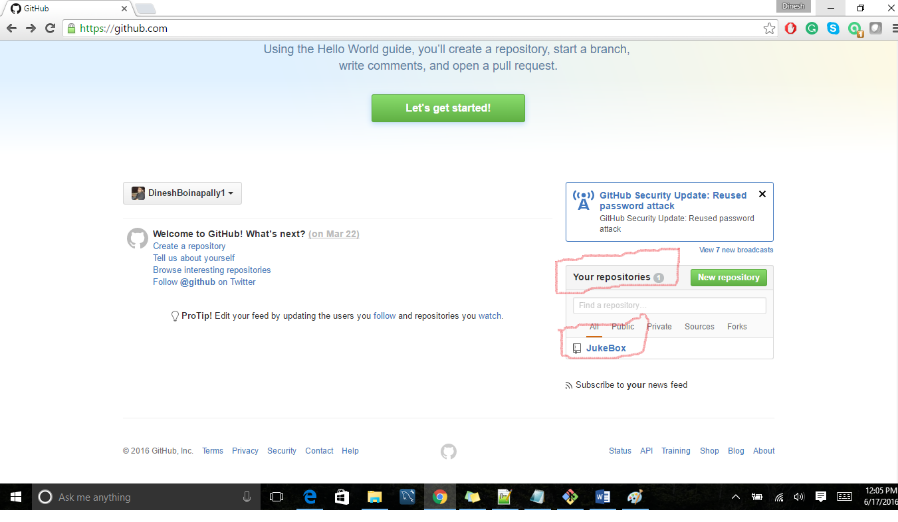 GitHub
Dinesh
https://github.com
Using the Hello World guide, you'll create a repository, start a branch,
write comments, and open a pull request.
Let's get started!
DineshBoinapally1
GitHub Security Update: Reused
password attack
GitHub Security Update: Reused password
attack
View 7 new broadcasts
Welcome to GitHub! What's next? (on Mar 22)
Create a repository
Tell us about yourself
Browse interesting repositories
Follow @github on Twitter
ProTip! Edit your feed by updating the users you follow and repositories you watch.
Your repositories 1
New repository
Find a repository...
All Public Private Sources Forks
JukeBox
Subscribe to your news feed
© 2016 GitHub, Inc. Terms Privacy Security Contact Help
Status API Training Shop Blog About
Ask me anything
12:05 PM
6/17/2016